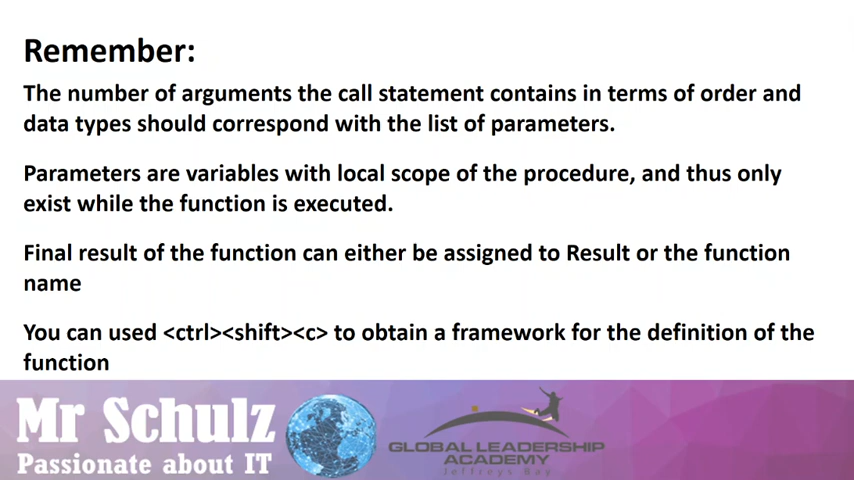 Remember:
The number of arguments the call statement contains in terms of order and
data types should correspond with the list of parameters.
Parameters are variables with local scope of the procedure, and thus only
exist while the function is executed.
Final result of the function can either be assigned to Result or the function
name
You can used <ctrl><shift><c> to obtain a framework for the definition of the
function
Mr Schulz
Passionate about IT
GLOBAL LEADERSHIP
ACADEMY
Jeffreys Bay